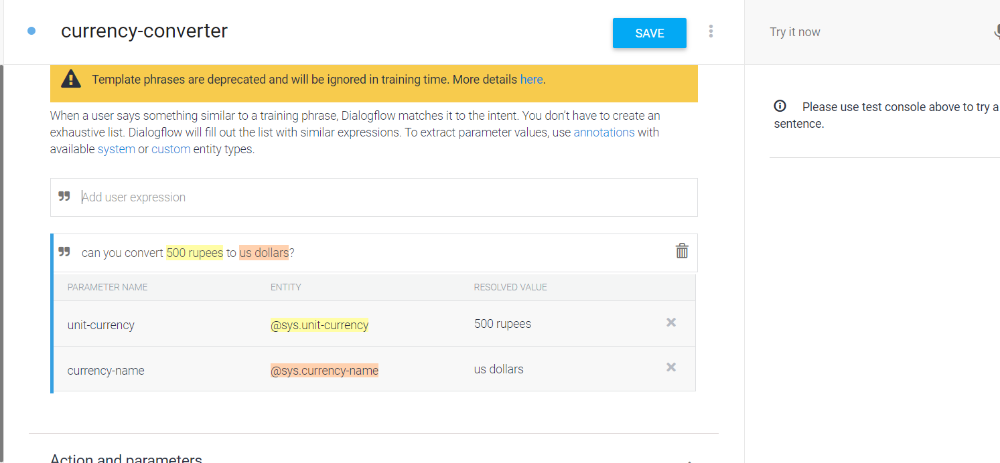 currency-converter
SAVE
Try it now
Template phrases are deprecated and will be ignored in training time. More details here.
When a user says something similar to a training phrase, Dialogflow matches it to the intent. You don't have to create an
exhaustive list. Dialogflow will fill out the list with similar expressions. To extract parameter values, use annotations with
available system or custom entity types.
Please use test console above to try a
sentence.
Add user expression
can you convert 500 rupees to us dollars?
PARAMETER NAME ENTITY RESOLVED VALUE
unit-currency @sys.unit-currency 500 rupees
currency-name @sys.currency-name us dollars
Action and parameters